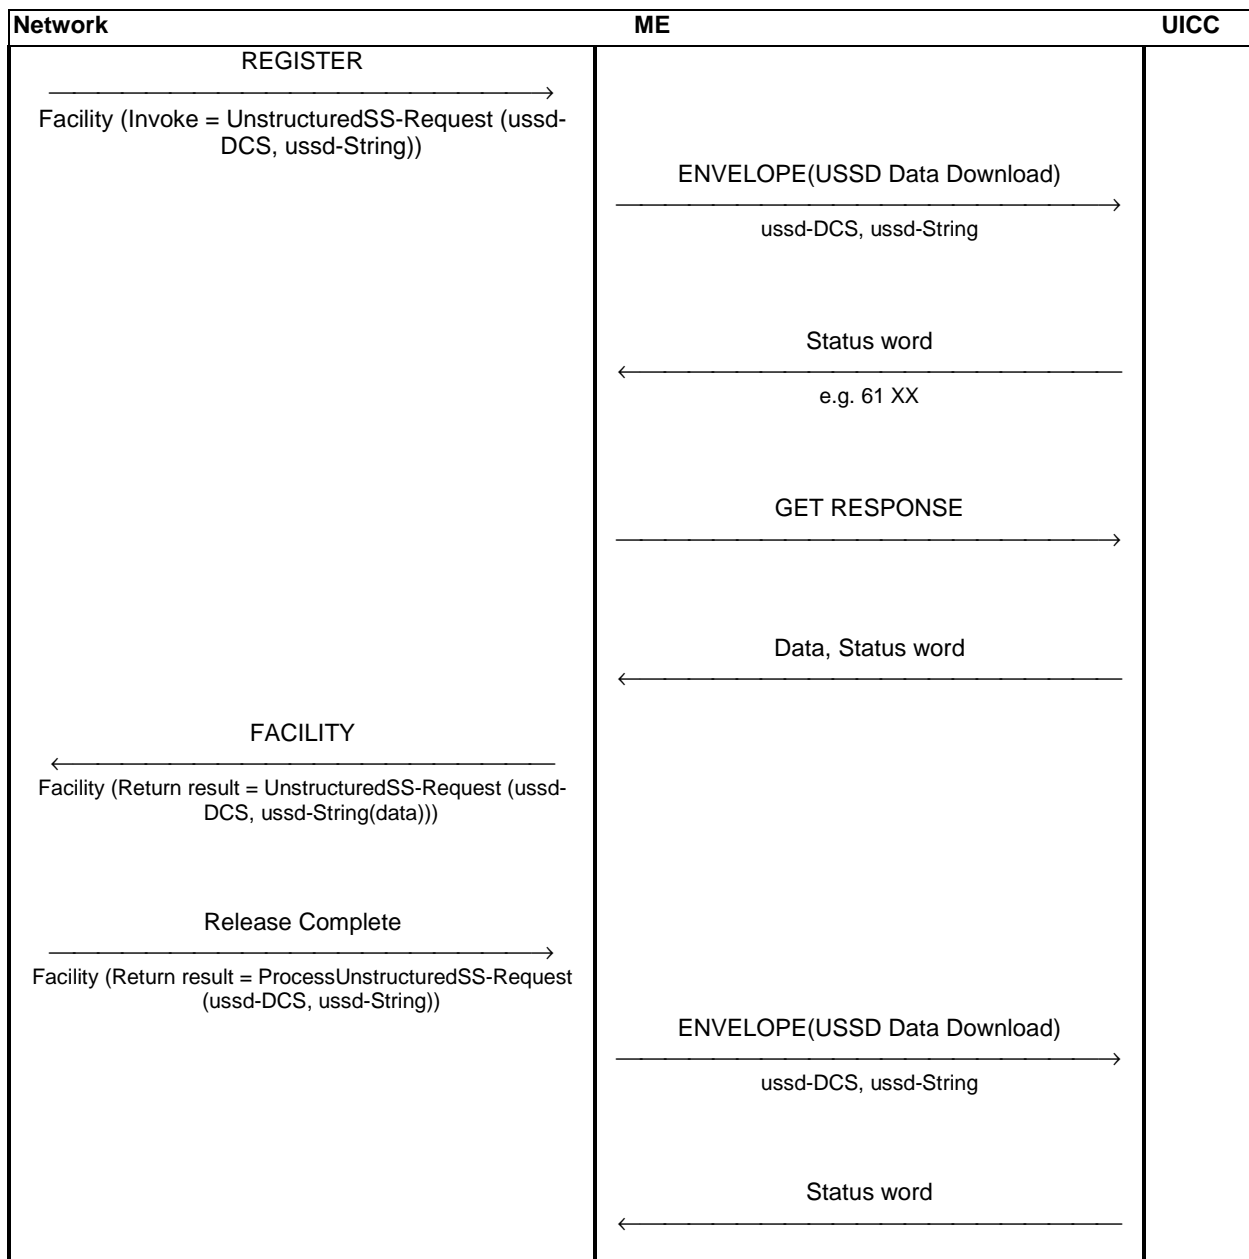 Network ME UICC
REGISTER
Facility (Invoke = UnstructuredSS-Request (ussd-
DCS, ussd-String))
ENVELOPE(USSD Data Download)
ussd-DCS, ussd-String
Status word
e.g. 61 XX
GET RESPONSE
Data, Status word
FACILITY
Facility (Return result = UnstructuredSS-Request (ussd-
DCS, ussd-String(data)))
Release Complete
Facility (Return result = ProcessUnstructuredSS-Request
(ussd-DCS, ussd-String))
ENVELOPE(USSD Data Download)
ussd-DCS, ussd-String
Status word